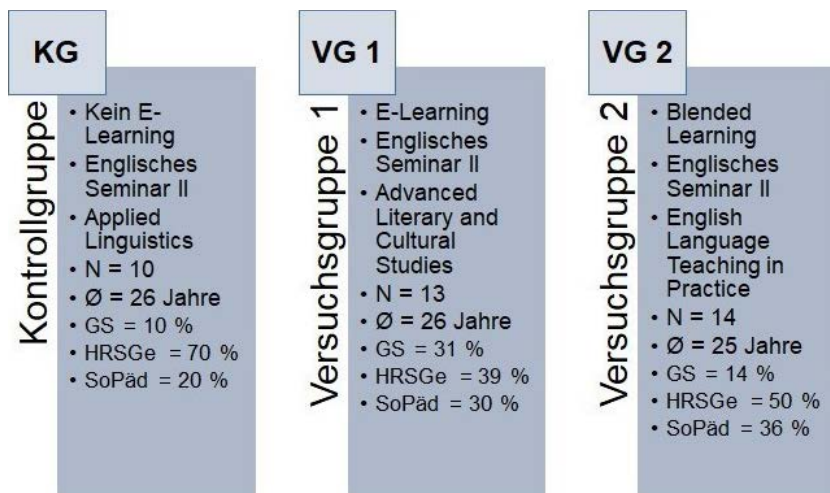 KG
Kontrollgruppe
• Kein E-
Learning
• Englisches
Seminar II
• Applied
Linguistics
• N = 10
• Ø = 26 Jahre
• GS = 10 %
• HRSGe = 70 %
• SoPäd = 20 %
VG 1
Versuchsgruppe 1
• E-Learning
• Englisches
Seminar II
• Advanced
Literary and
Cultural
Studies
• N = 13
• Ø = 26 Jahre
• GS = 31 %
• HRSGe = 39 %
• SoPäd = 30 %
VG 2
Versuchsgruppe 2
• Blended
Learning
• Englisches
Seminar II
• English
Language
Teaching in
Practice
• N = 14
• Ø = 25 Jahre
• GS = 14 %
• HRSGe = 50 %
• SoPäd = 36 %